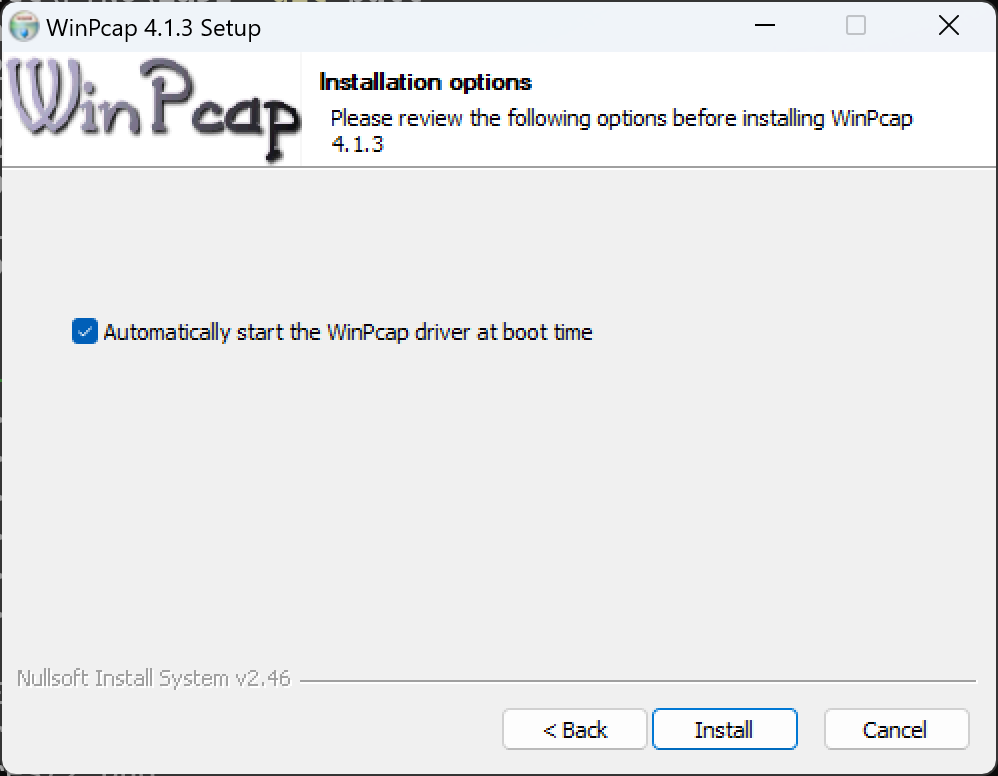 WinPcap 4.1.3 Setup
WinPcap
Installation options
Please review the following options before installing WinPcap
4.1.3
Automatically start the WinPcap driver at boot time
Nullsoft Install System v2.46
< Back
Install
Cancel